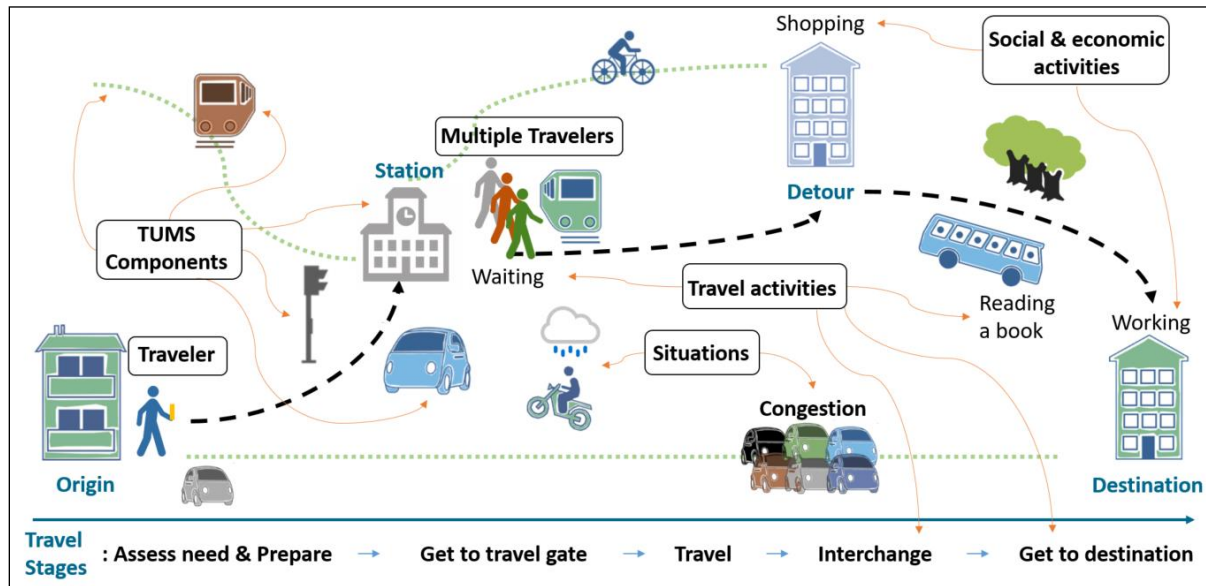 Shopping
Social & economic
activities
Multiple Travelers
Station
Detour
TUMS
Components
Waiting
Travel activities
Reading
a book
Working
Traveler
Situations
Congestion
Origin
Destination
Travel
Stages
: Assess need & Prepare
Get to travel gate
Travel
Interchange
Get to destination